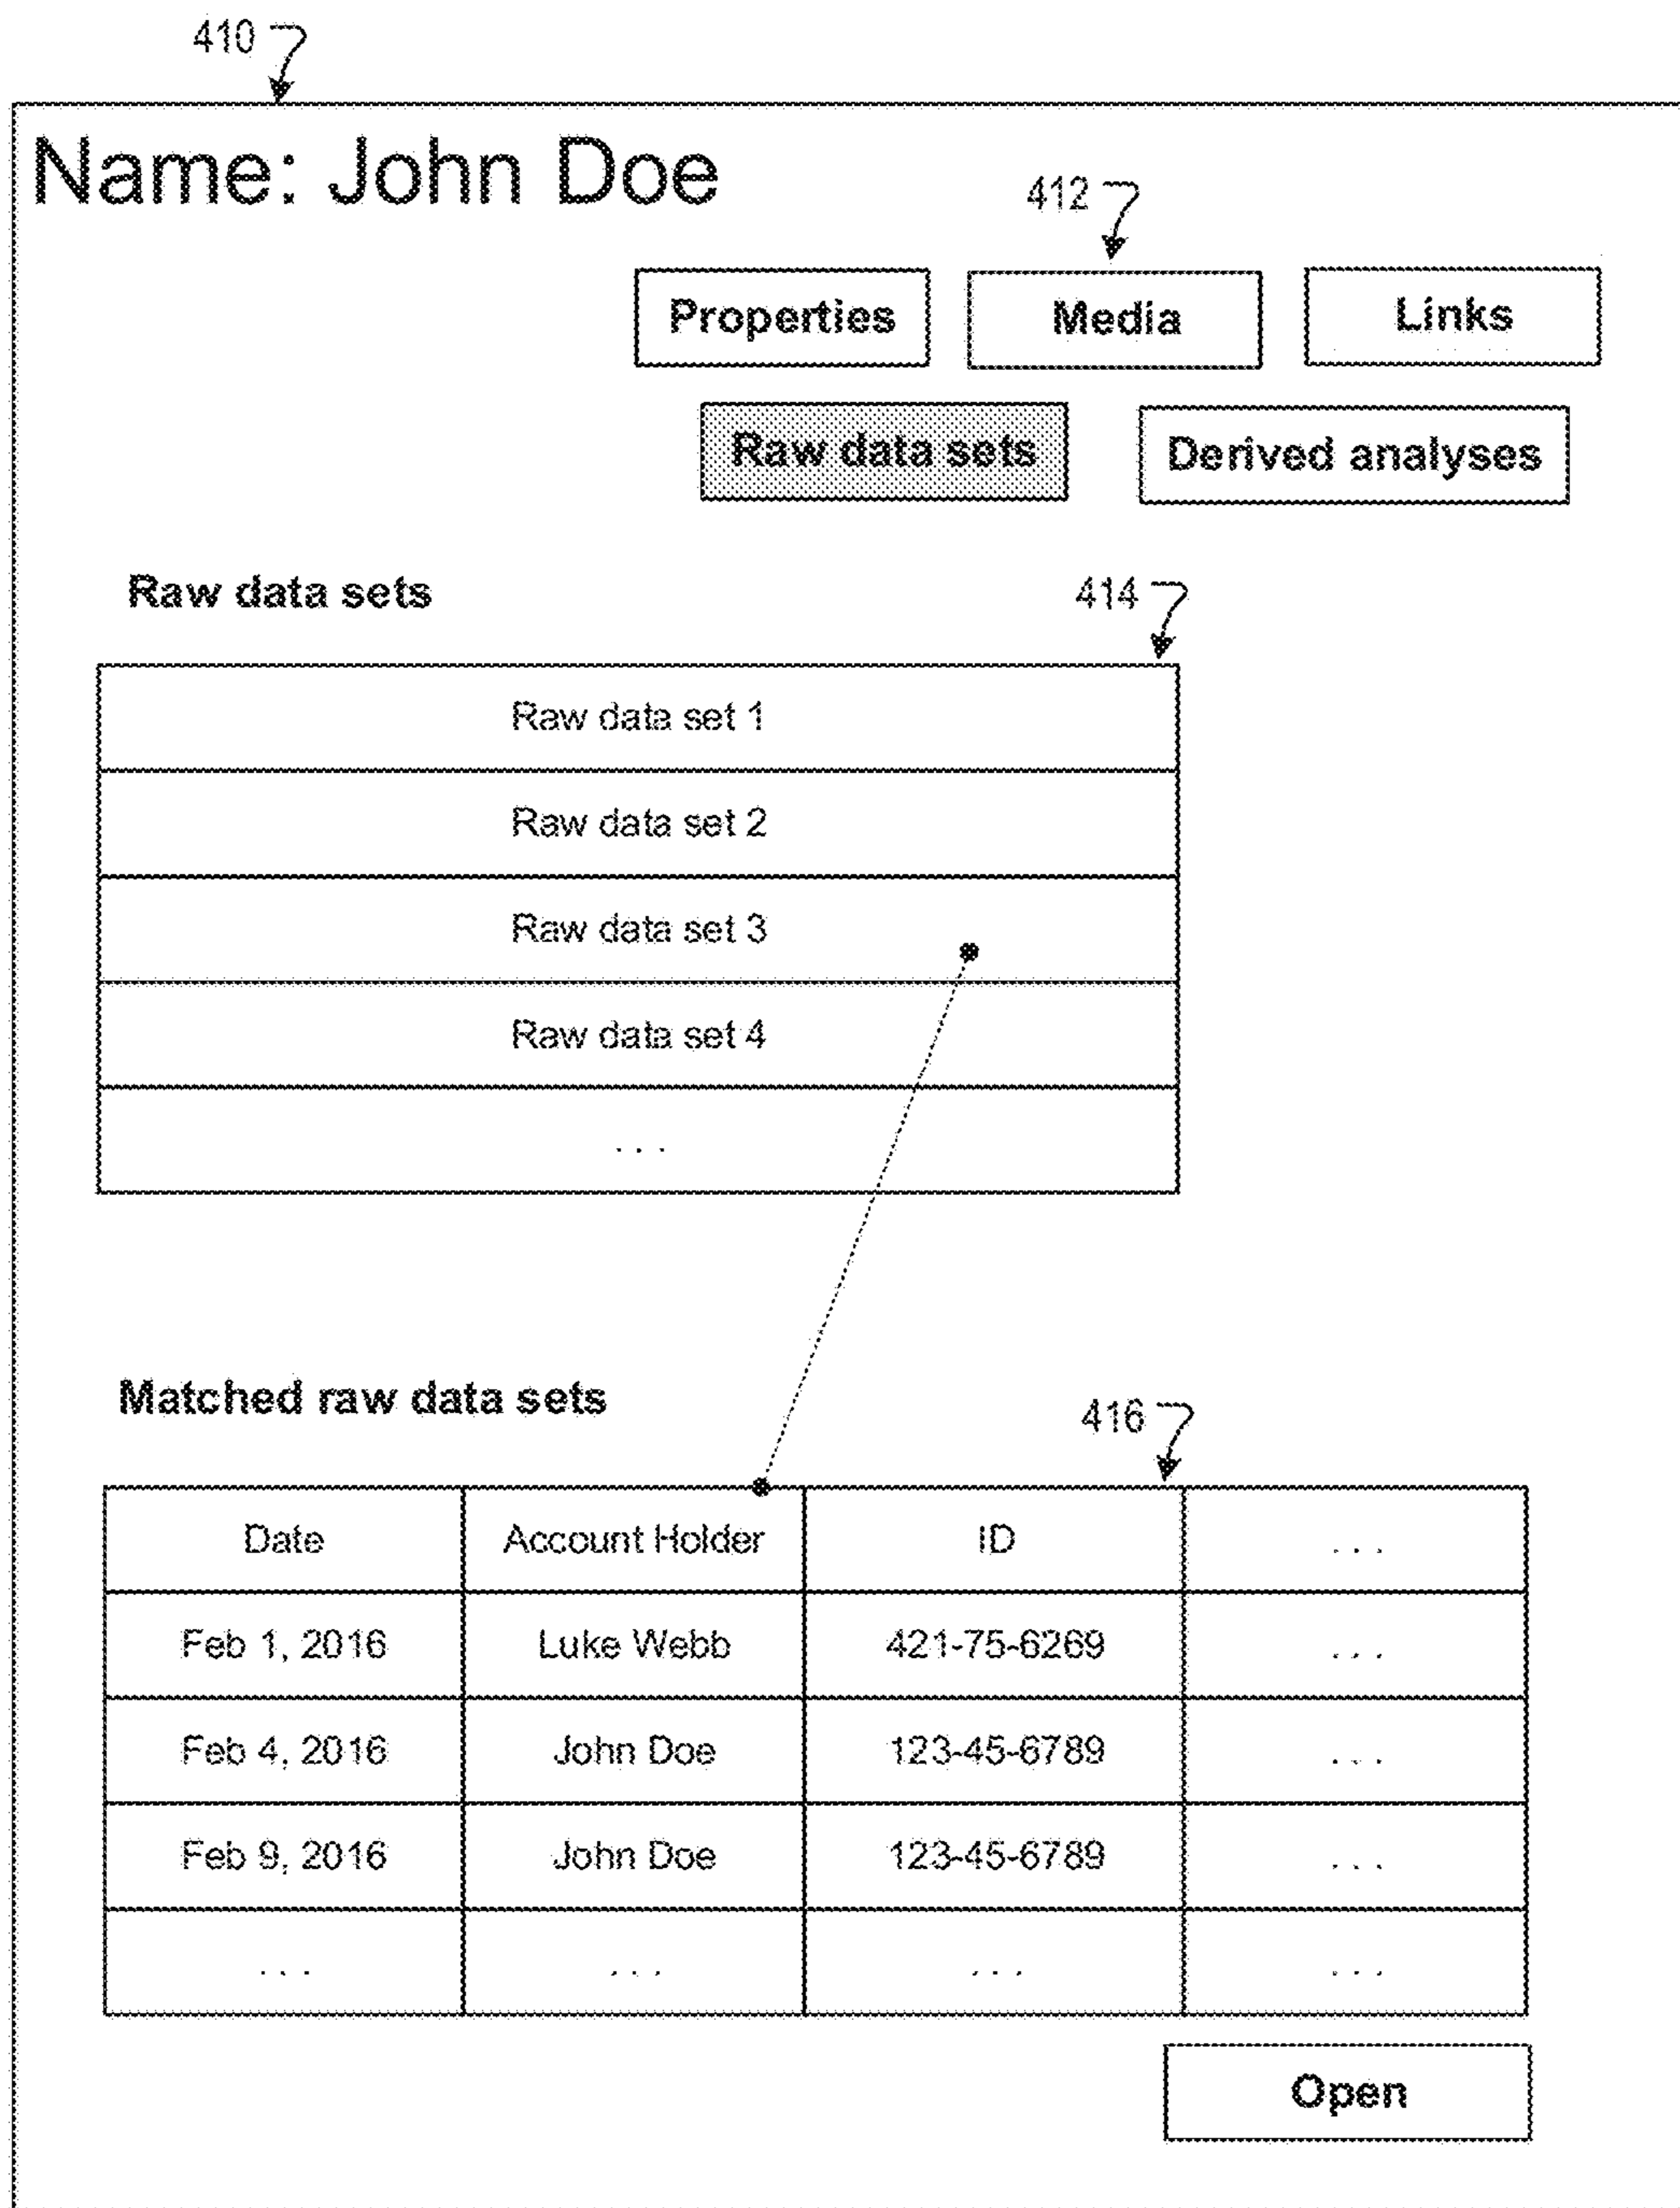 410
Name: John Doe
412
Properties Media Links
Raw data sets Derived analyses
Raw data sets
414
Raw data set 1
Raw data set 2
Raw data set 3
Raw data set 4
...
Matched raw data sets
416
Date Account Holder ID ...
Feb 1, 2016 Luke Webb 421-75-6269 ...
Feb 4, 2016 John Doe 123-45-6789 ...
Feb 9, 2016 John Doe 123-45-6789 ...
... ... ... ...
Open